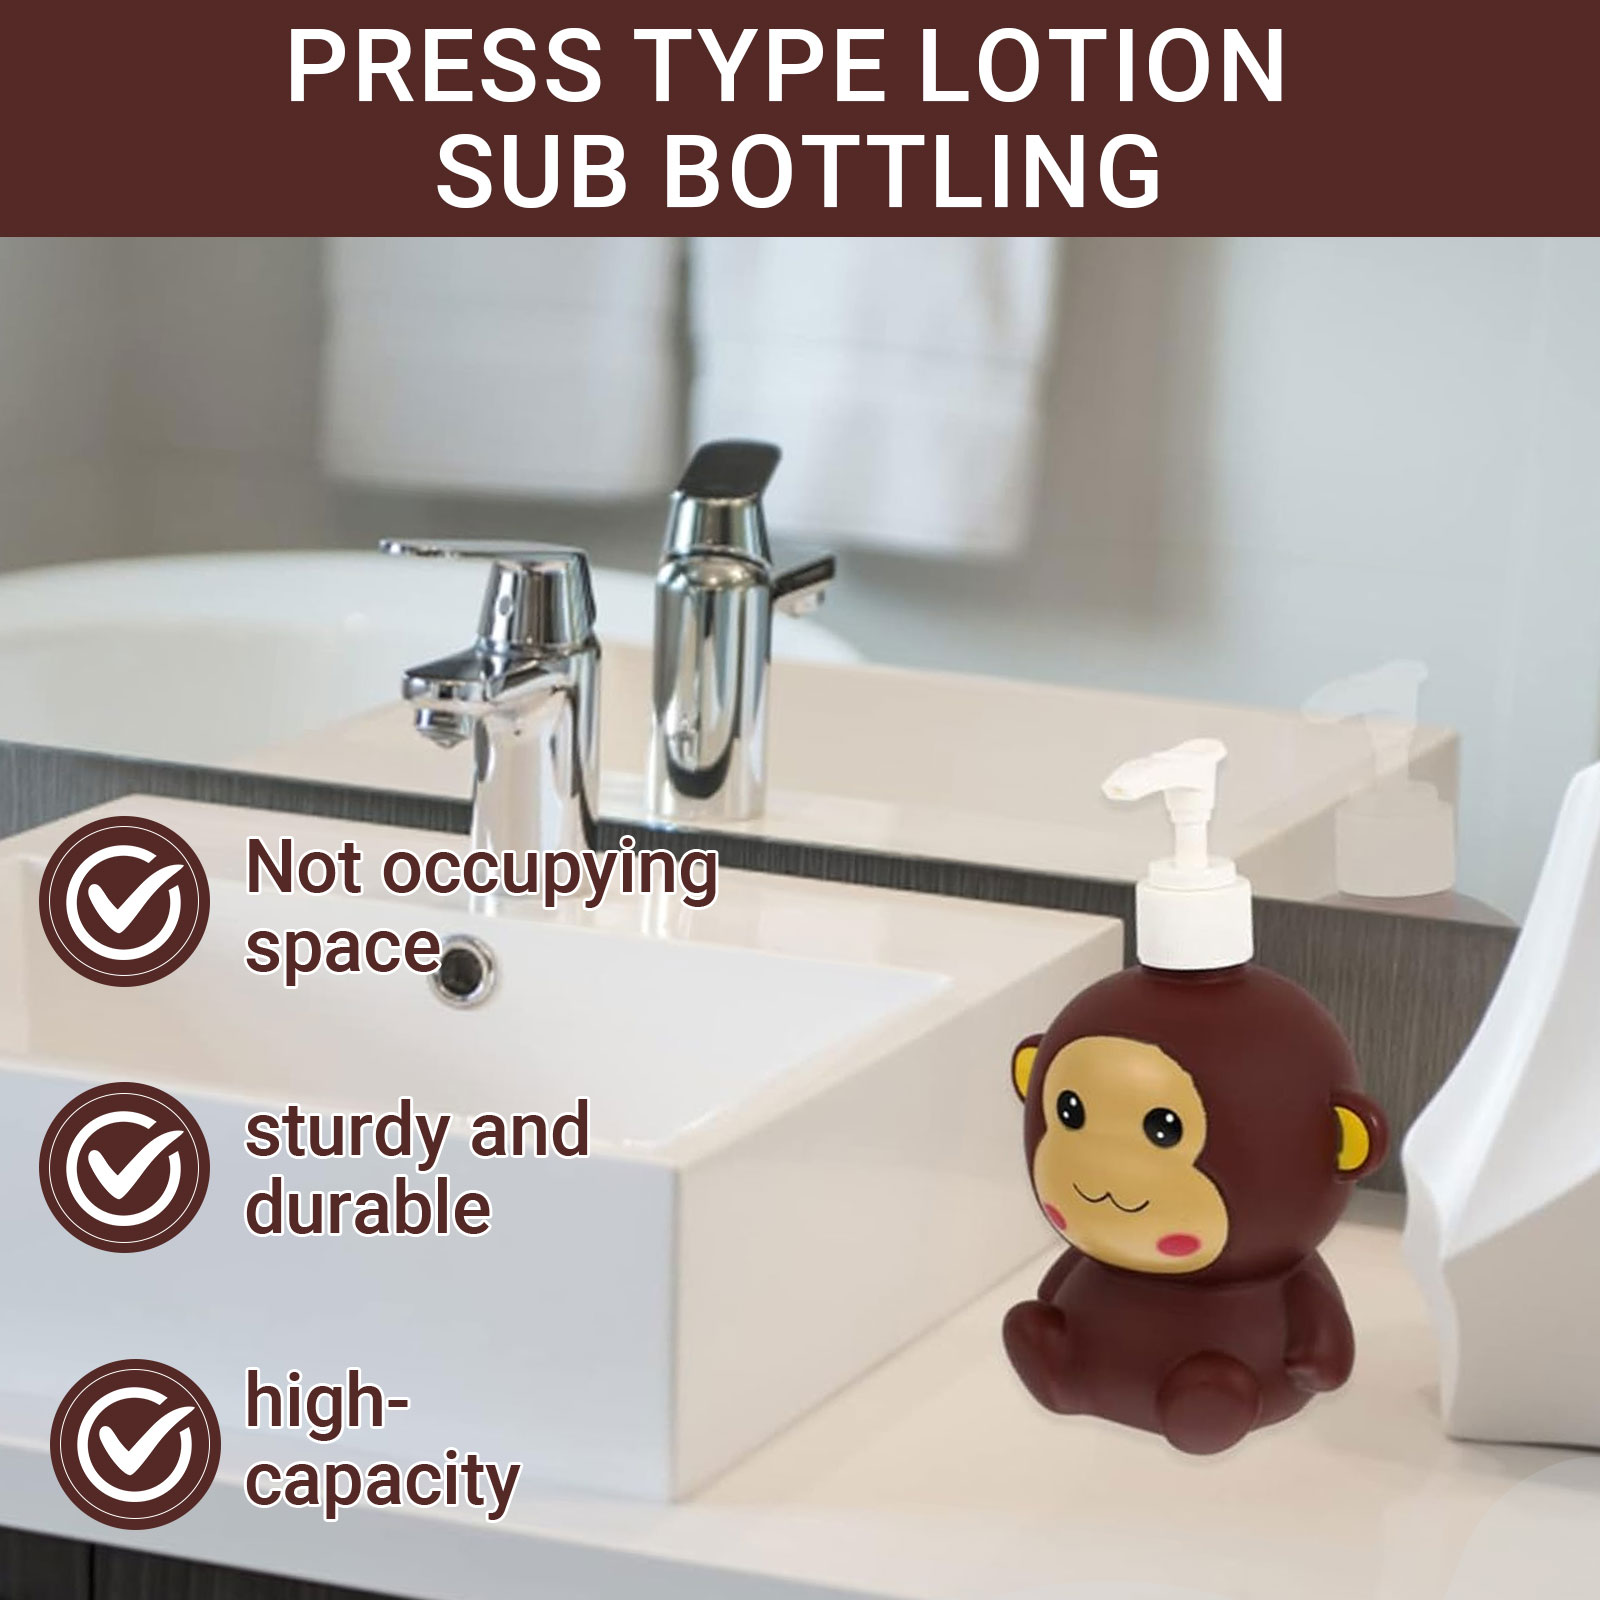 PRESS TYPE LOTION
SUB BOTTLING
Not occupying
space
sturdy and
durable
high-
capacity